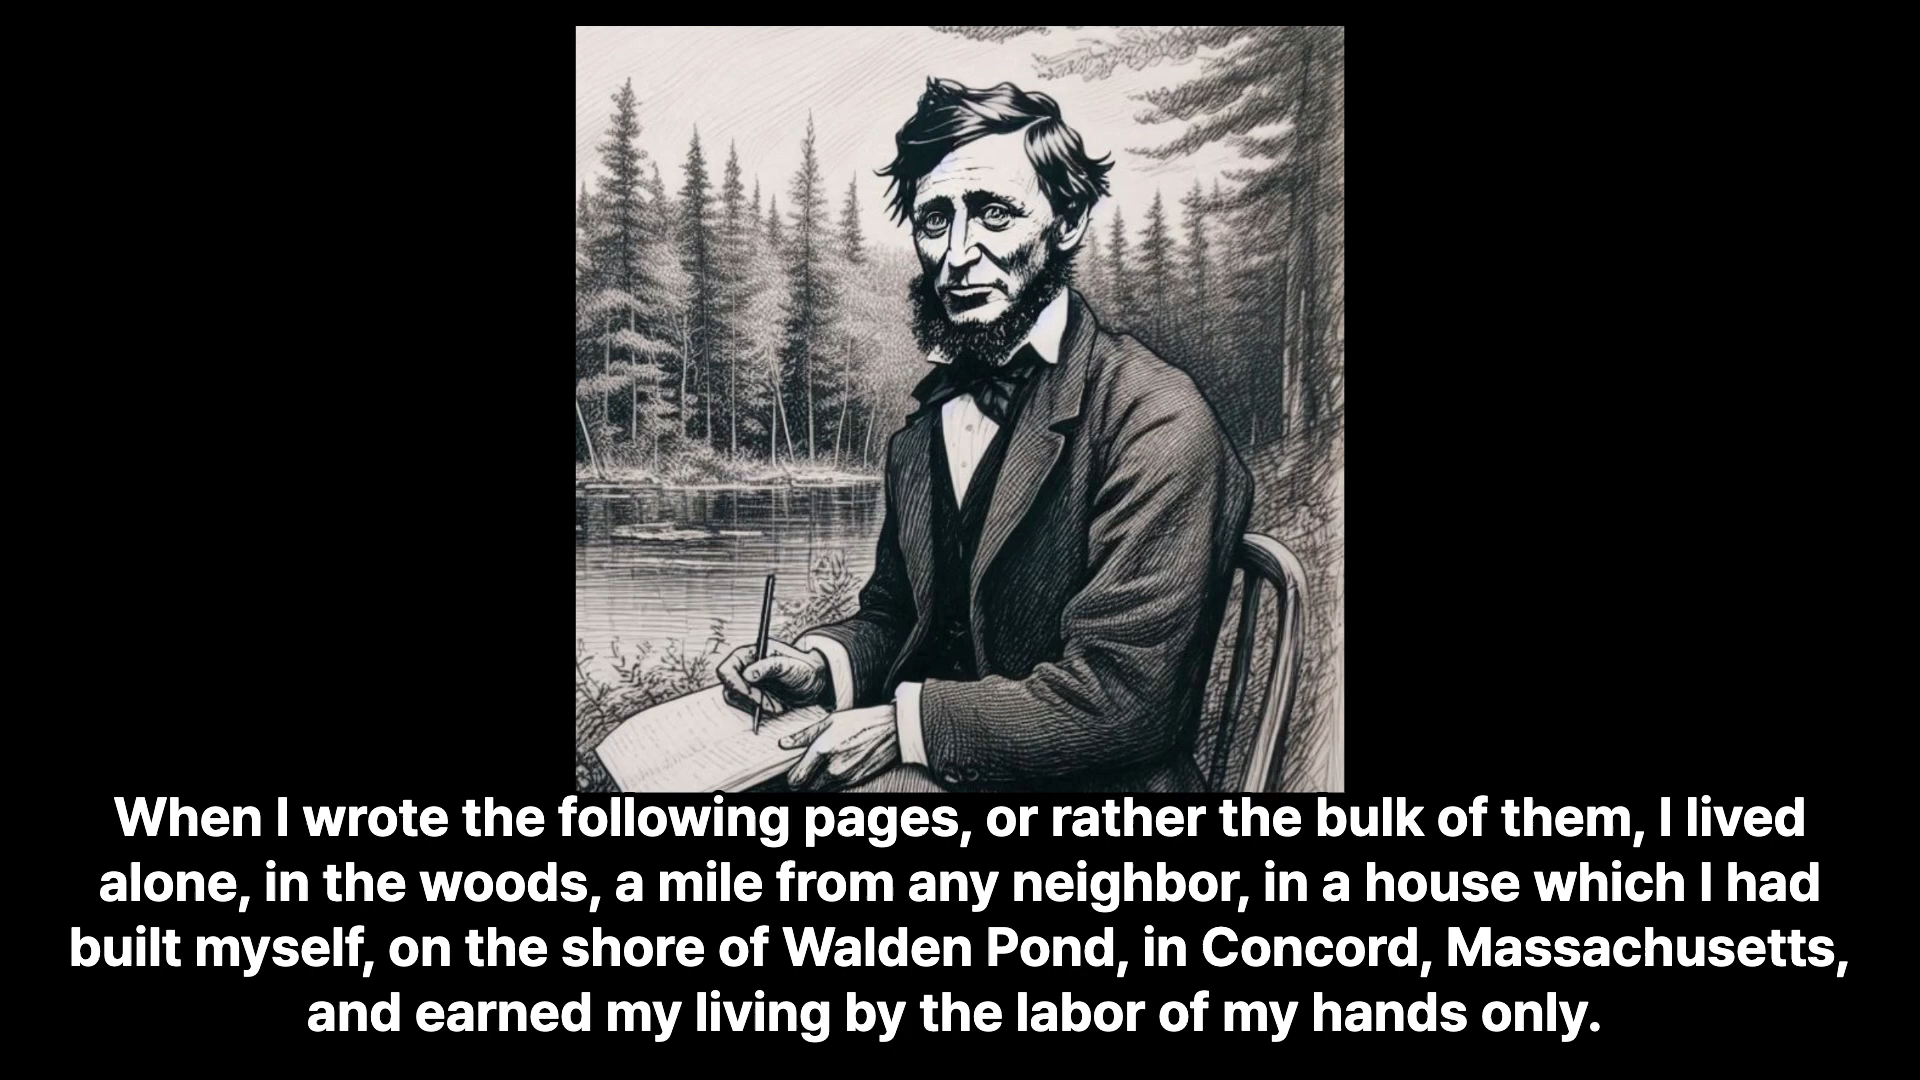 When I wrote the following pages, or rather the bulk of them, I lived
alone, in the woods, a mile from any neighbor, in a house which I had
built myself, on the shore of Walden Pond, in Concord, Massachusetts,
and earned my living by the labor of my hands only.